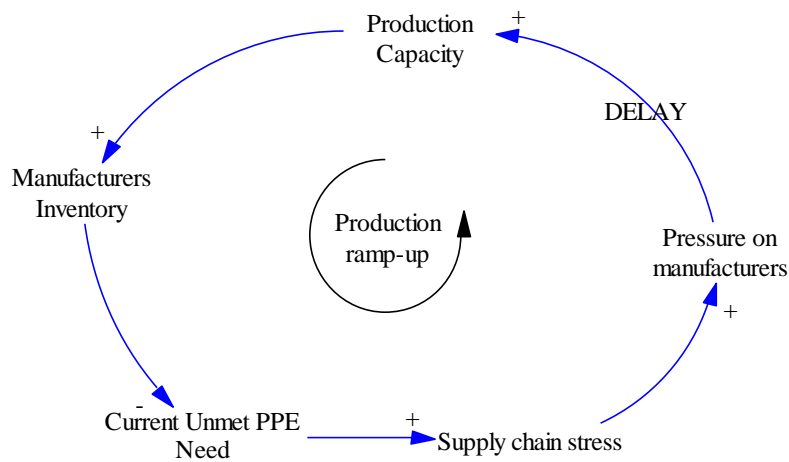 Production
Capacity
+
DELAY
+
Manufacturers
Inventory
Production
ramp-up
Pressure on
manufacturers
+
-
Current Unmet PPE
Need
+
Supply chain stress